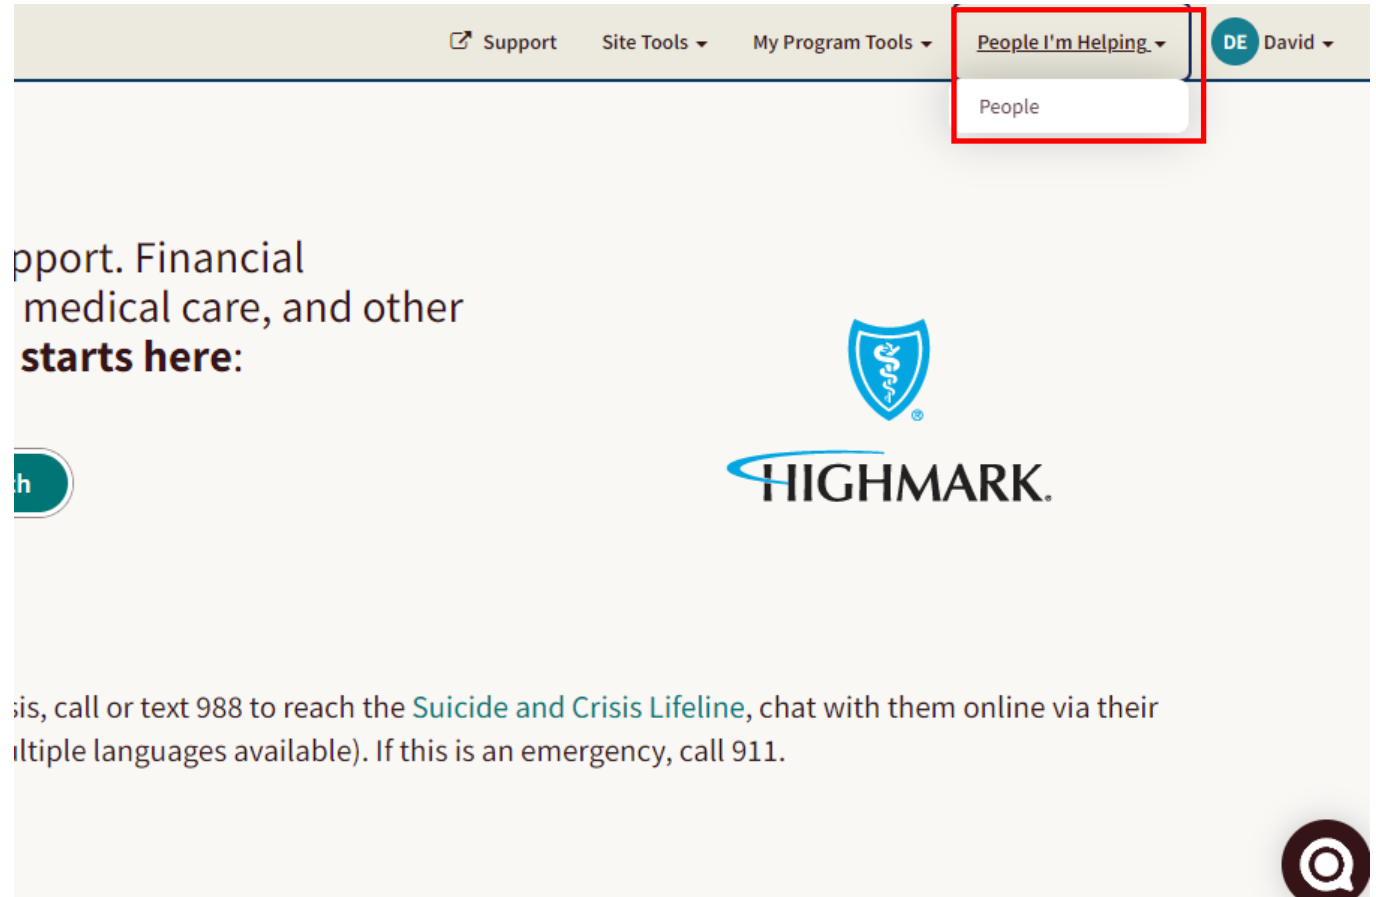 Support Site Tools My Program Tools People I'm Helping DE David
People
pport. Financial
medical care, and other
starts here:
h
®
HIGHMARK®
sis, call or text 988 to reach the Suicide and Crisis Lifeline, chat with them online via their
ltiple languages available). If this is an emergency, call 911.